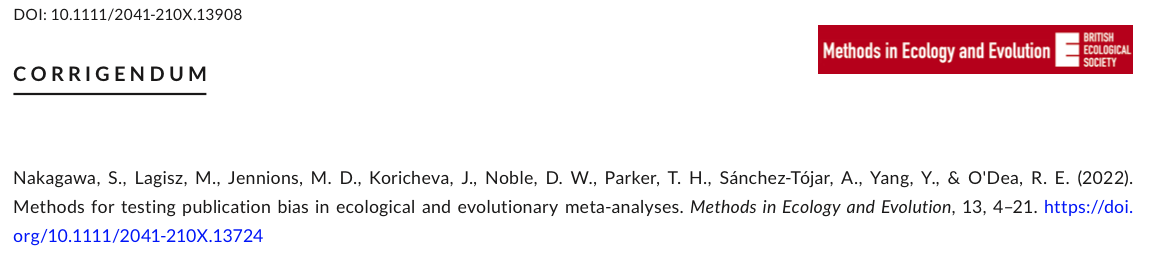 DOI: 10.1111/2041-210X.13908
CORRIGENDUM
Methods in Ecology and Evolution
BRITISH
ECOLOGICAL
SOCIETY
Nakagawa, S., Lagisz, M., Jennions, M. D., Koricheva, J., Noble, D. W., Parker, T. H., Sánchez-Tójar, A., Yang, Y., & O'Dea, R. E. (2022).
Methods for testing publication bias in ecological and evolutionary meta-analyses. Methods in Ecology and Evolution, 13, 4–21. https://doi.
org/10.1111/2041-210X.13724